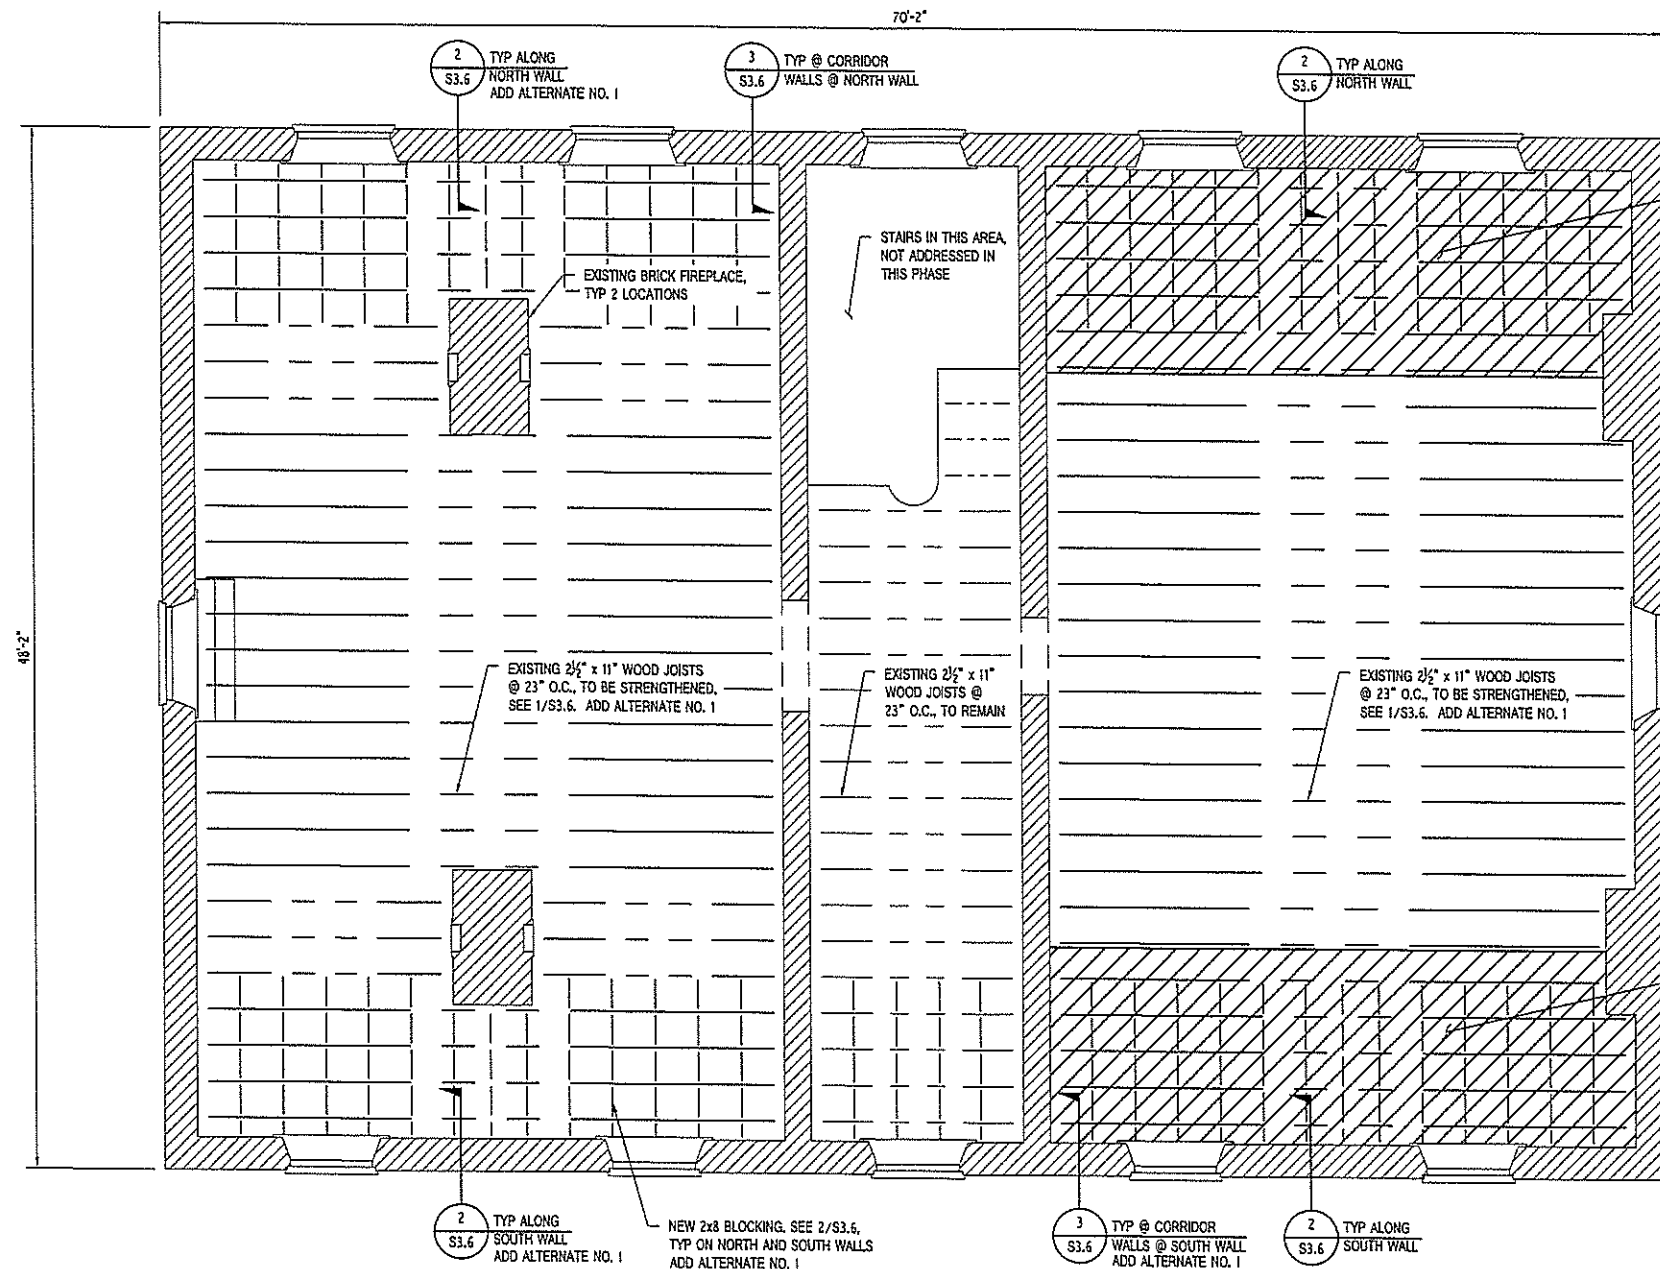 70'-2"
2
S3.6
TYP ALONG
NORTH WALL
ADD ALTERNATE NO. 1
3
S3.6
TYP @ CORRIDOR
WALLS @ NORTH WALL
2
S3.6
TYP ALONG
NORTH WALL
STAIRS IN THIS AREA,
NOT ADDRESSED IN
THIS PHASE
EXISTING BRICK FIREPLACE,
TYP 2 LOCATIONS
48'-2"
EXISTING 2½" x 11" WOOD JOISTS
@ 23" O.C., TO BE STRENGTHENED,
SEE 1/S3.6. ADD ALTERNATE NO. 1
EXISTING 2½" x 11"
WOOD JOISTS @
23" O.C., TO REMAIN
EXISTING 2½" x 11" WOOD JOISTS
@ 23" O.C., TO BE STRENGTHENED,
SEE 1/S3.6. ADD ALTERNATE NO. 1
2
S3.6
TYP ALONG
SOUTH WALL
ADD ALTERNATE NO. 1
NEW 2x8 BLOCKING, SEE 2/S3.6,
TYP ON NORTH AND SOUTH WALLS
ADD ALTERNATE NO. 1
3
S3.6
TYP @ CORRIDOR
WALLS @ SOUTH WALL
ADD ALTERNATE NO. 1
2
S3.6
TYP ALONG
SOUTH WALL